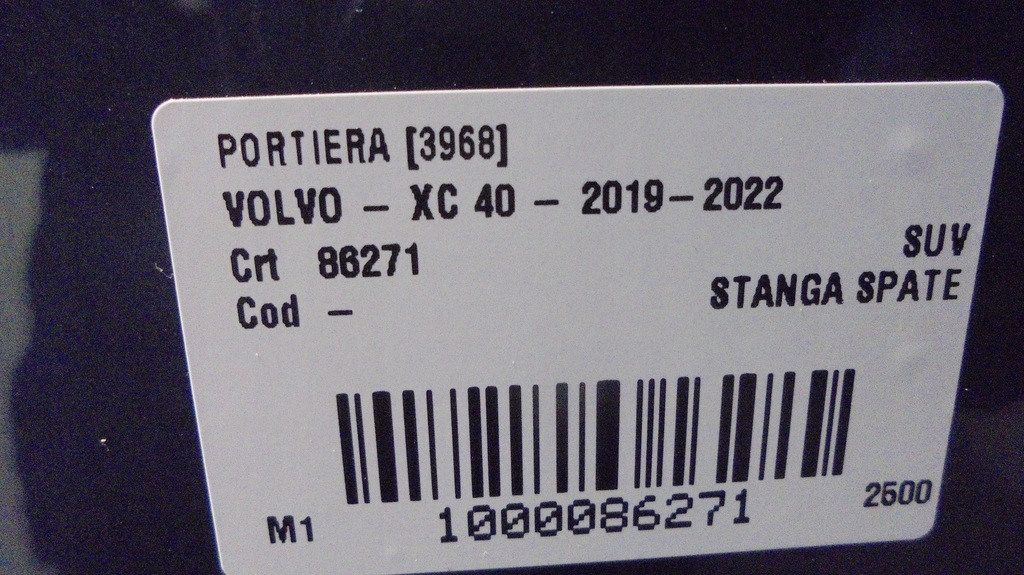 PORTIERA [3968]
VOLVO - XC 40 - 2019-2022
Crt 86271
SUV
Cod -
STANGA SPATE
M1
1000086271
2500